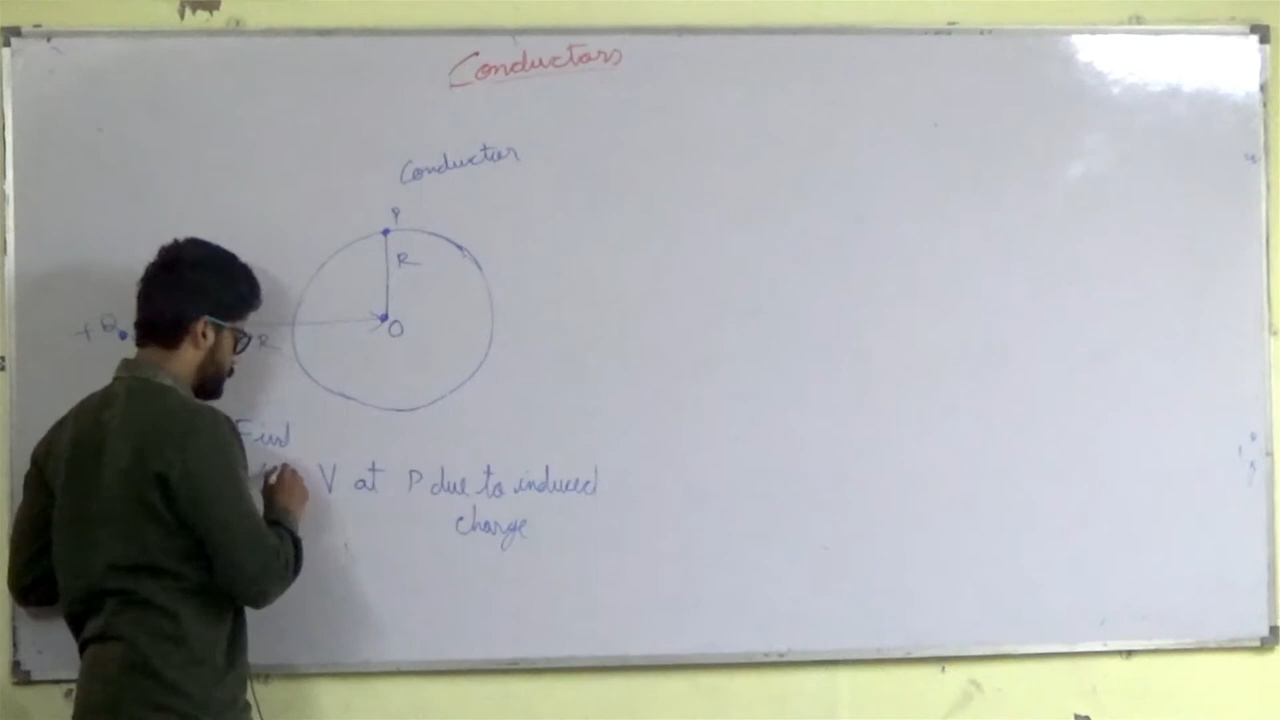 Conductors
Conductor
P
R
+Q
O
R
Find
V at P due to induced
charge